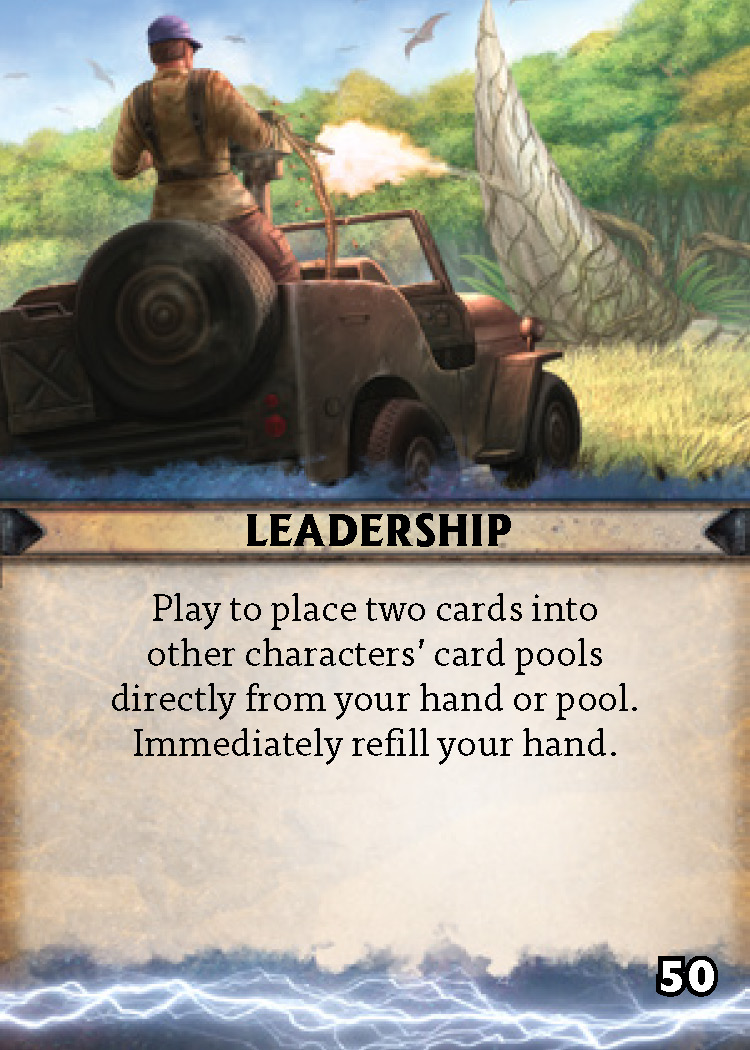 LEADERSHIP
Play to place two cards into
other characters’ card pools
directly from your hand or pool.
Immediately refill your hand.
50